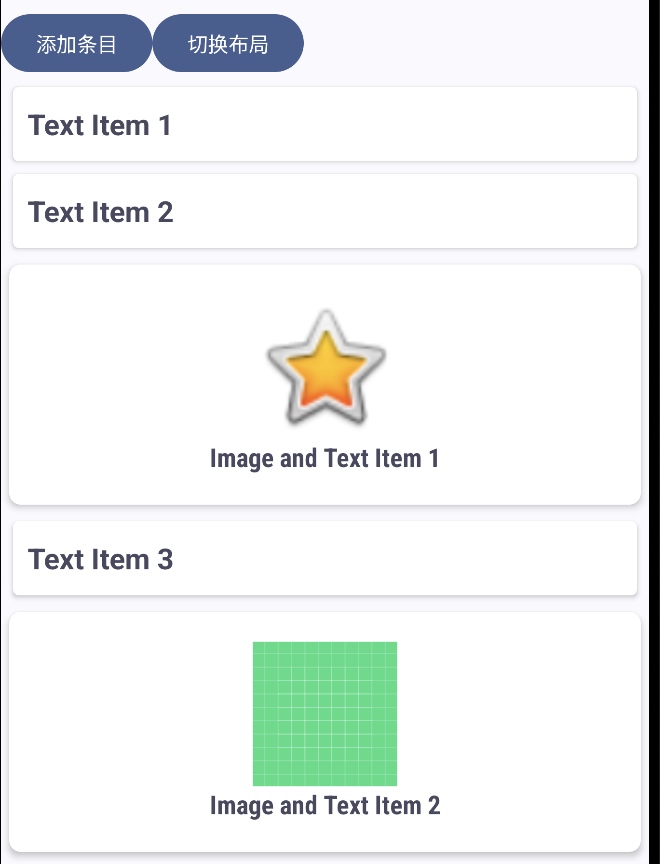 添加条目
切换布局
Text Item 1
Text Item 2
Image and Text Item 1
Text Item 3
Image and Text Item 2